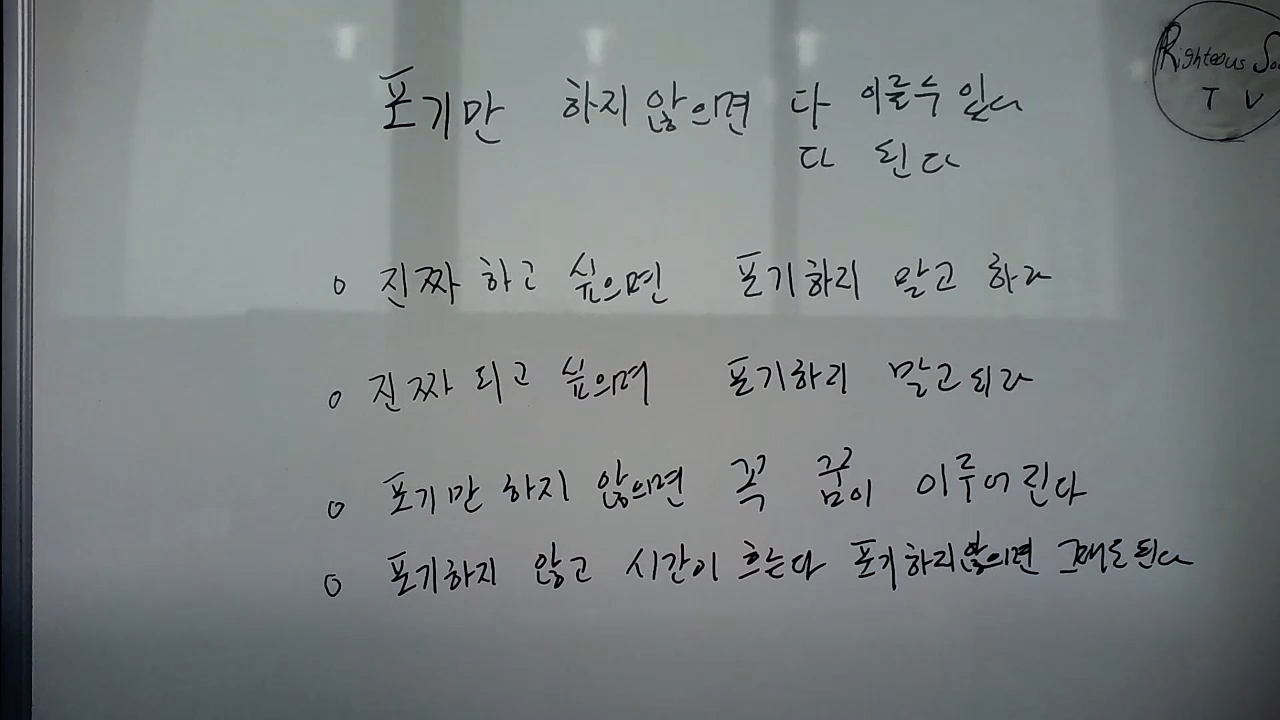 포기만 하지않으면 다 이룰수 있다
다 된다
Righteous
TV
o 진짜 하고 싶으면 포기하지 말고 하라
o 진짜 되고 싶으며 포기하지 말고되라
o 포기만 하지 않으면 꼭 꿈이 이루어진다
o 포기하지 않고 시간이 흐른다 포기하지않으면 그대로된다